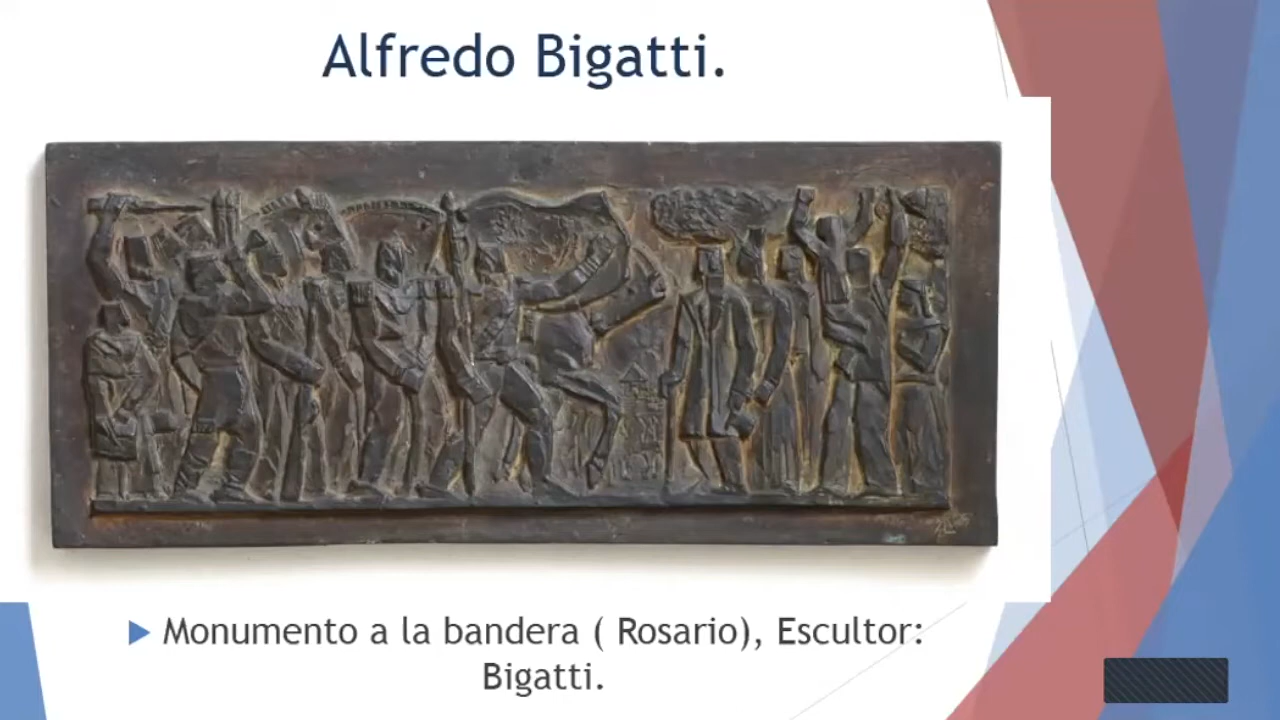 Alfredo Bigatti.
Monumento a la bandera ( Rosario), Escultor:
Bigatti.